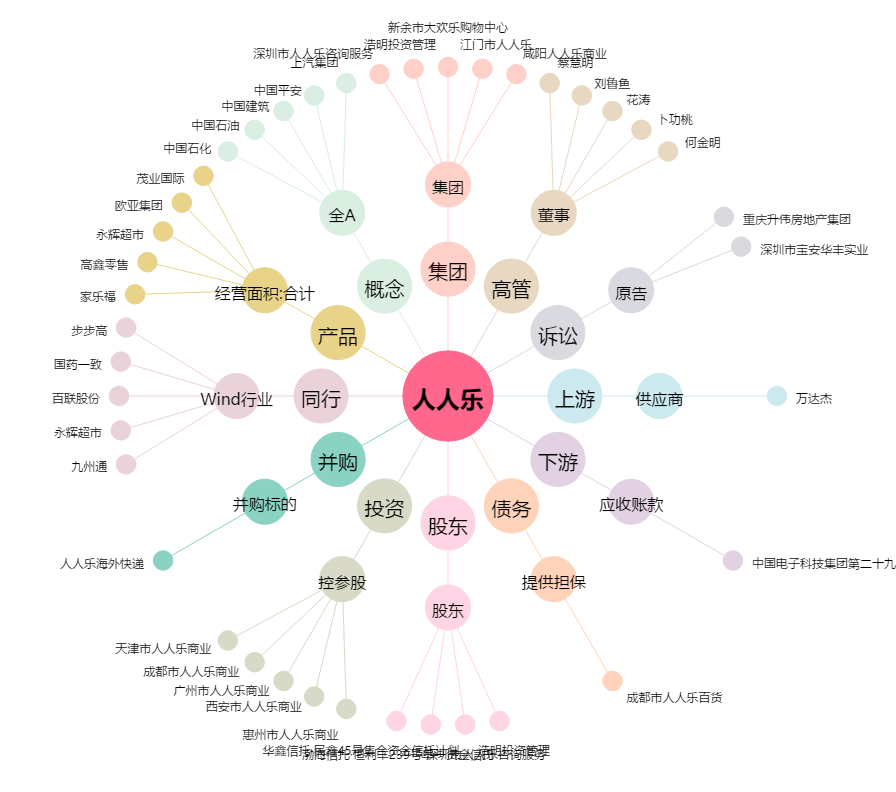 新余市大欢乐购物中心
浩明投资管理
江门市人人乐
深圳市人人乐咨询服务
咸阳人人乐商业
上汽集团
蔡慧明
中国平安
刘鲁鱼
中国建筑
花涛
中国石油
卜功桃
中国石化
何金明
茂业国际
集团
欧亚集团
全A
董事
重庆升伟房地产集团
永辉超市
深圳市宝安华丰实业
高鑫零售
集团
概念
高管
家乐福
经营面积:合计
原告
步步高
产品
诉讼
国药一致
百联股份
Wind行业
同行
人人乐
上游
供应商
万达杰
永辉超市
九州通
并购
下游
并购标的
投资
股东
债务
应收账款
人人乐海外快递
中国电子科技集团第二十九
控参股
提供担保
股东
天津市人人乐商业
成都市人人乐商业
广州市人人乐商业
西安市人人乐商业
成都市人人乐百货
惠州市人人乐商业
浩明投资管理